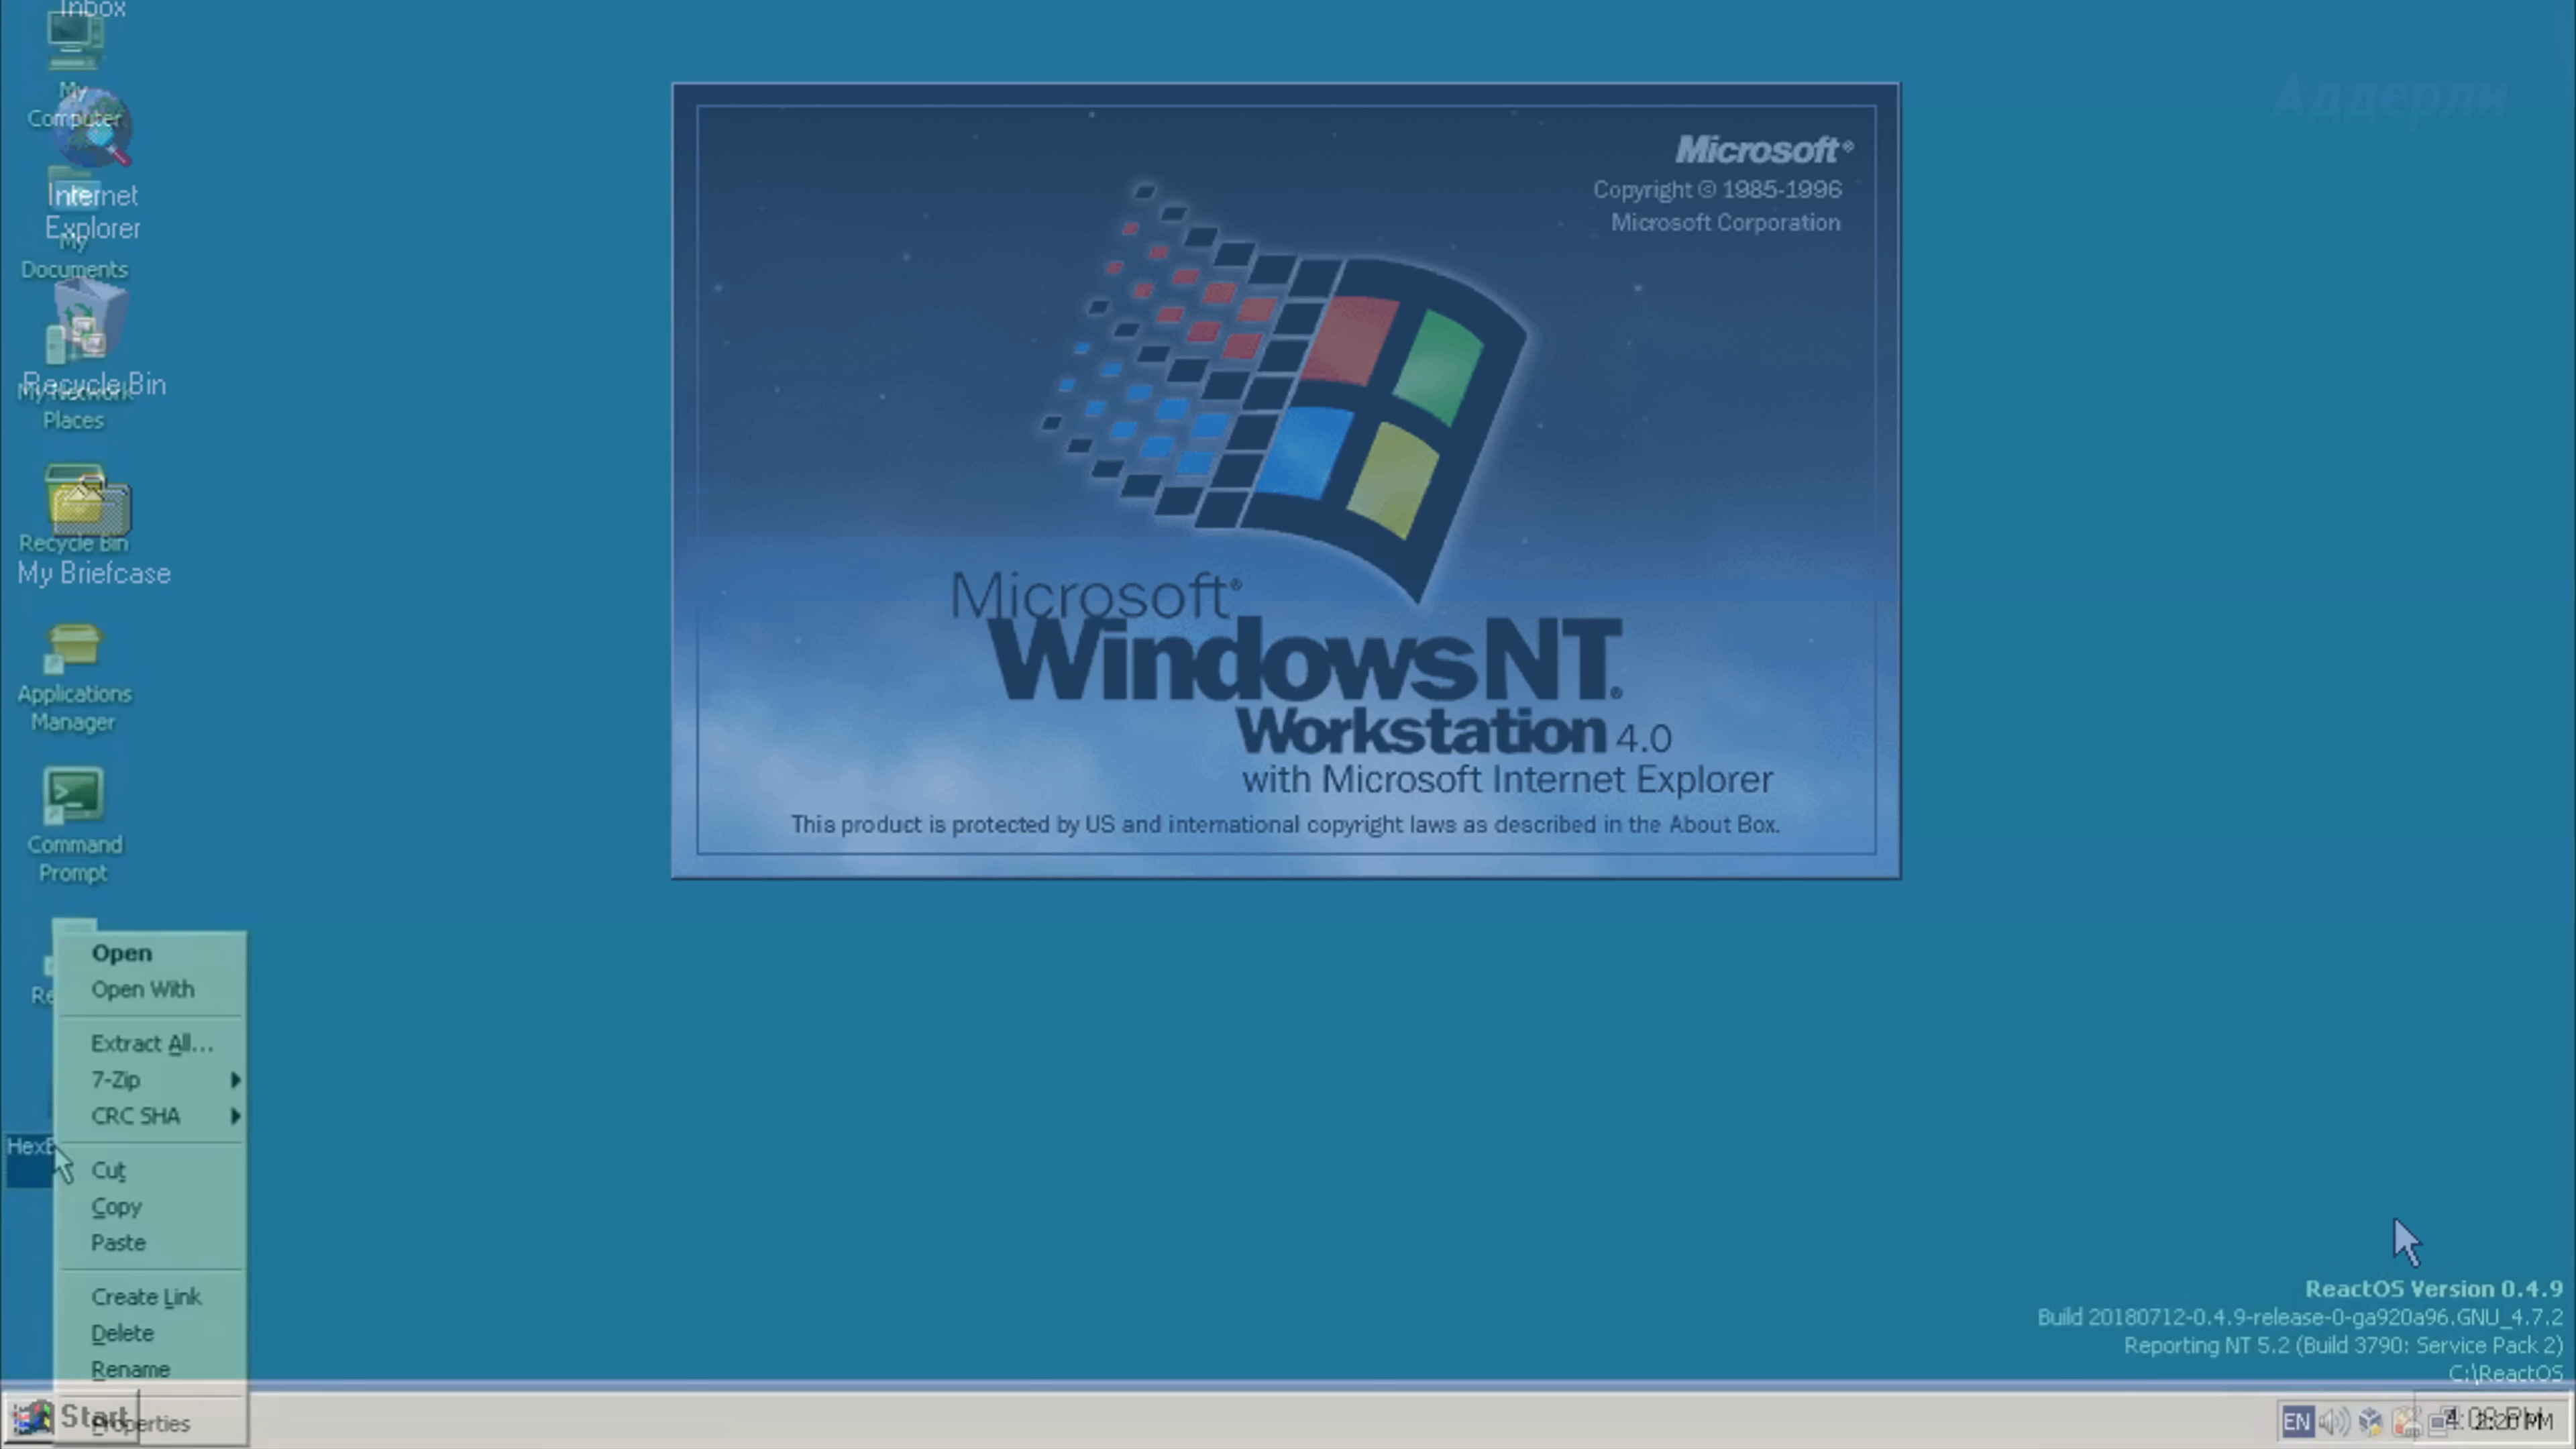 Inbox
My
Computer
Internet
Explorer
My
Documents
Recycle Bin
My Network
Places
Recycle Bin
My Briefcase
Applications
Manager
Command
Prompt
Аддерли
Microsoft®
Copyright © 1985-1996
Microsoft Corporation
Microsoft®
WindowsNT®
Workstation 4.0
with Microsoft Internet Explorer
This product is protected by US and international copyright laws as described in the About Box.
Open
Open With
Extract All...
7-Zip
CRC SHA
Cut
Copy
Paste
Create Link
Delete
Rename
Properties
ReactOS Version 0.4.9
Build 20180712-0.4.9-release-0-ga920a96.GNU_4.7.2
Reporting NT 5.2 (Build 3790: Service Pack 2)
C:\ReactOS
Start
EN